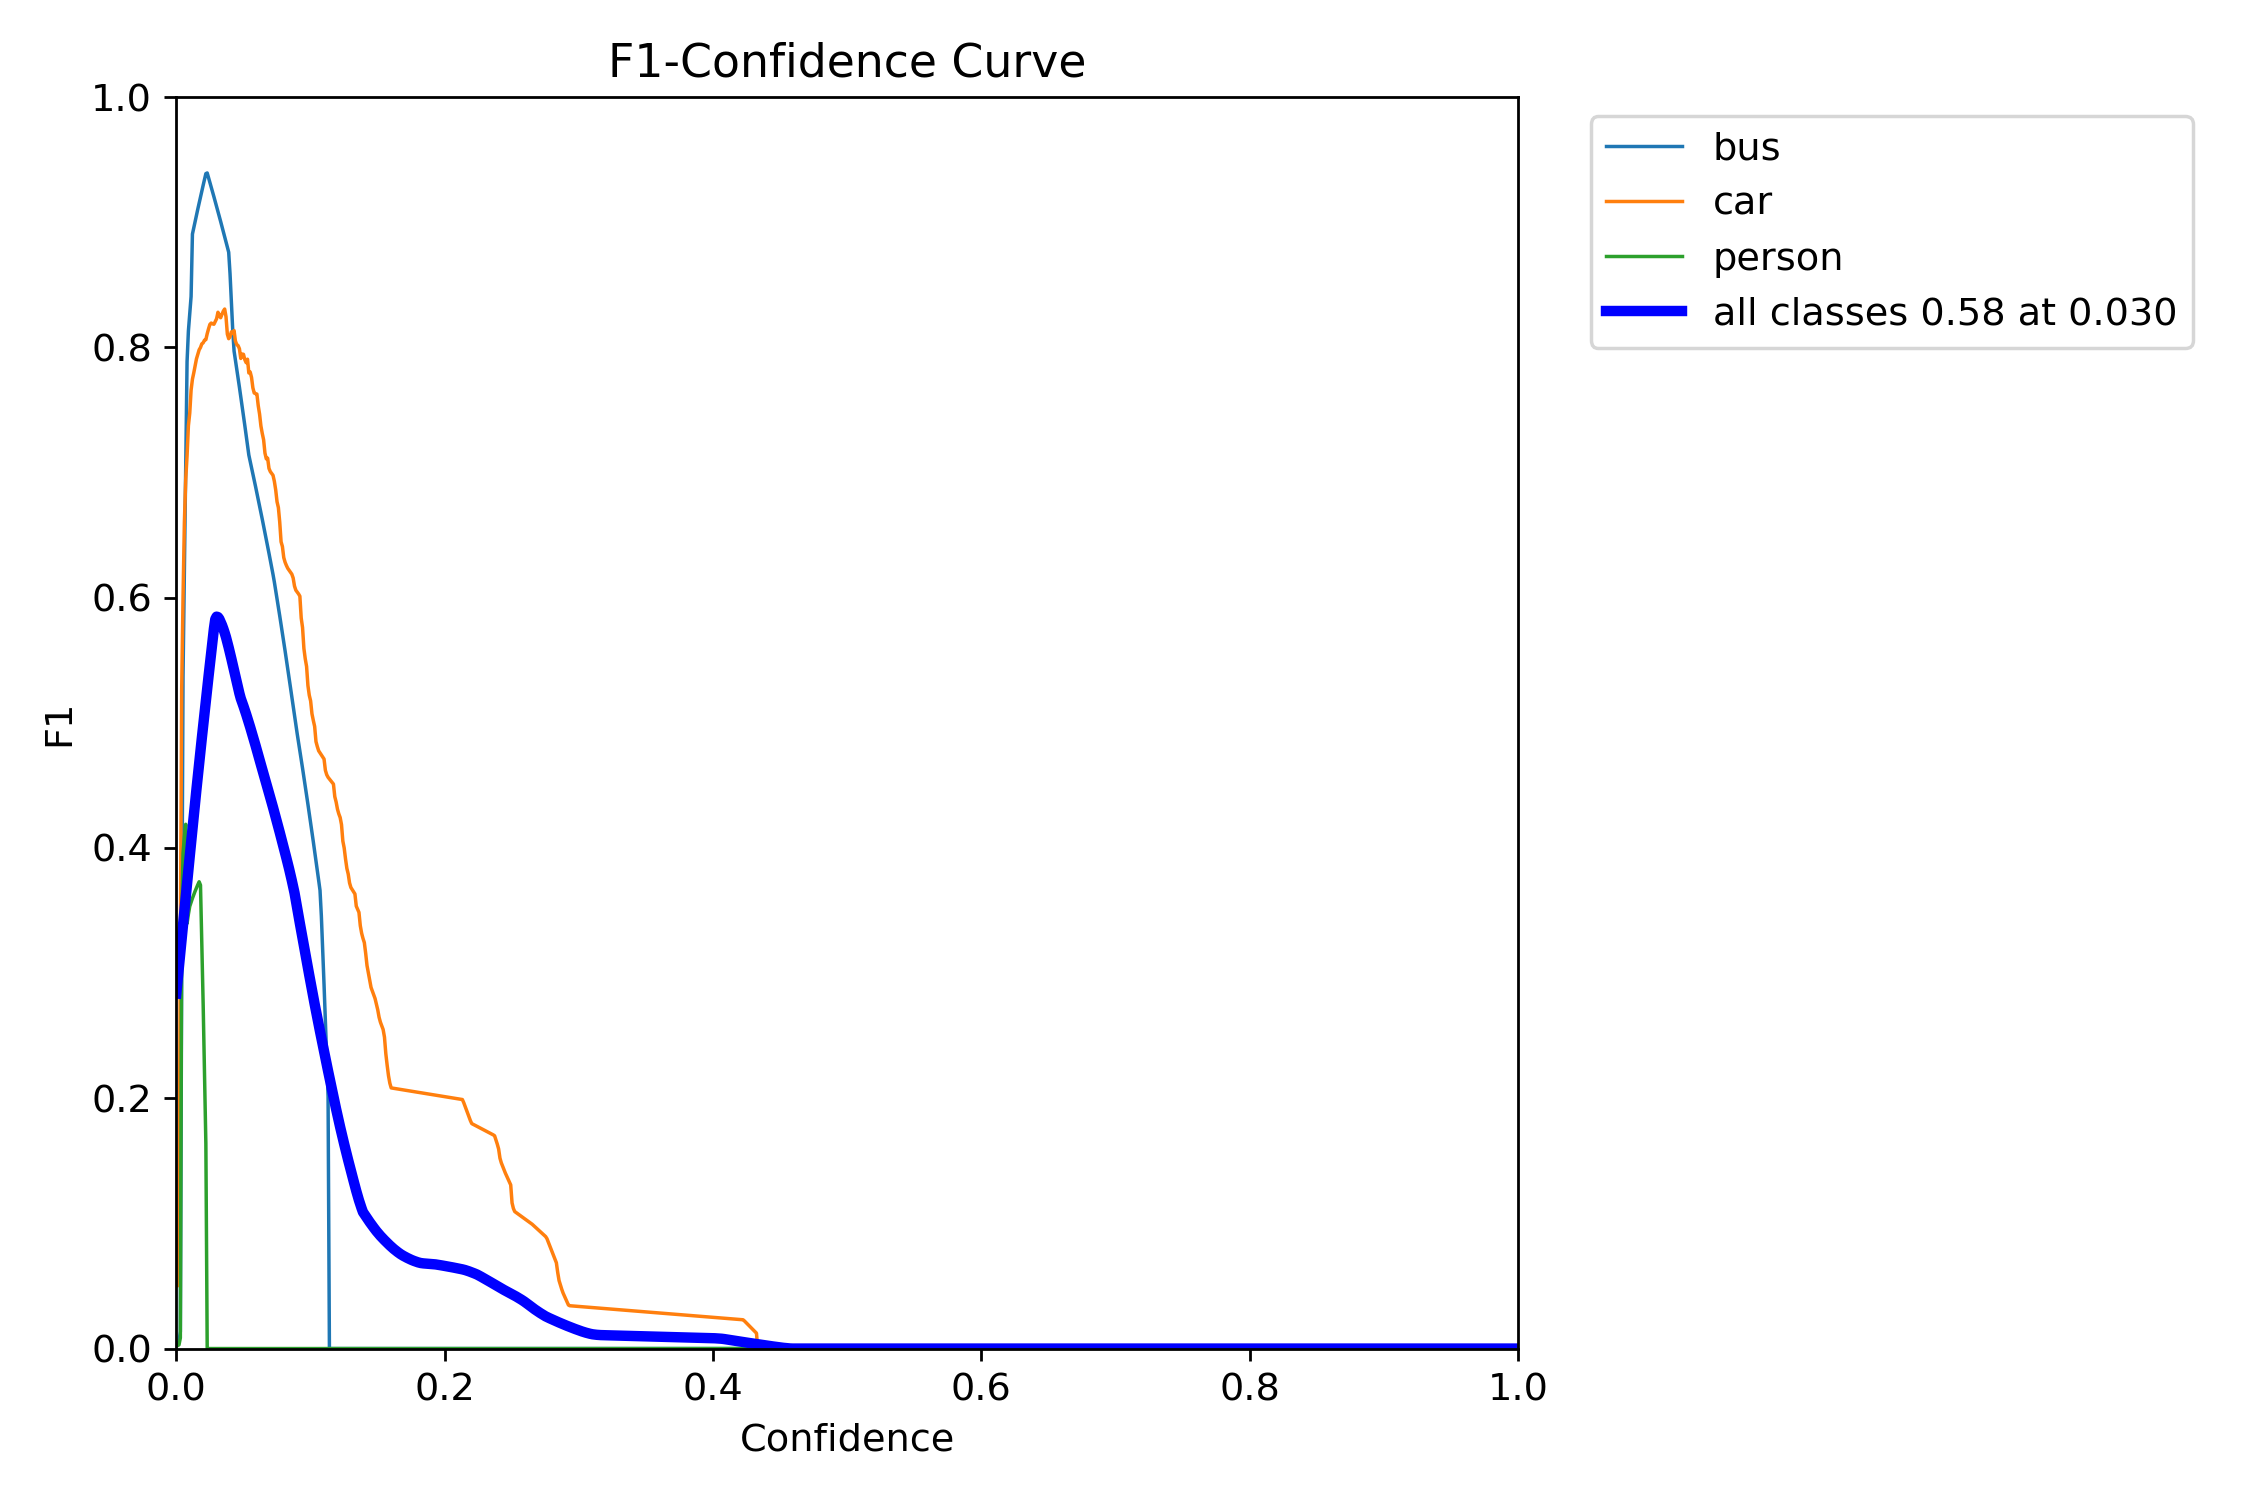 F1-Confidence Curve
1.0
0.8
0.6
0.4
0.2
0.0
F1
0.0 0.2 0.4 0.6 0.8 1.0
Confidence
bus
car
person
all classes 0.58 at 0.030